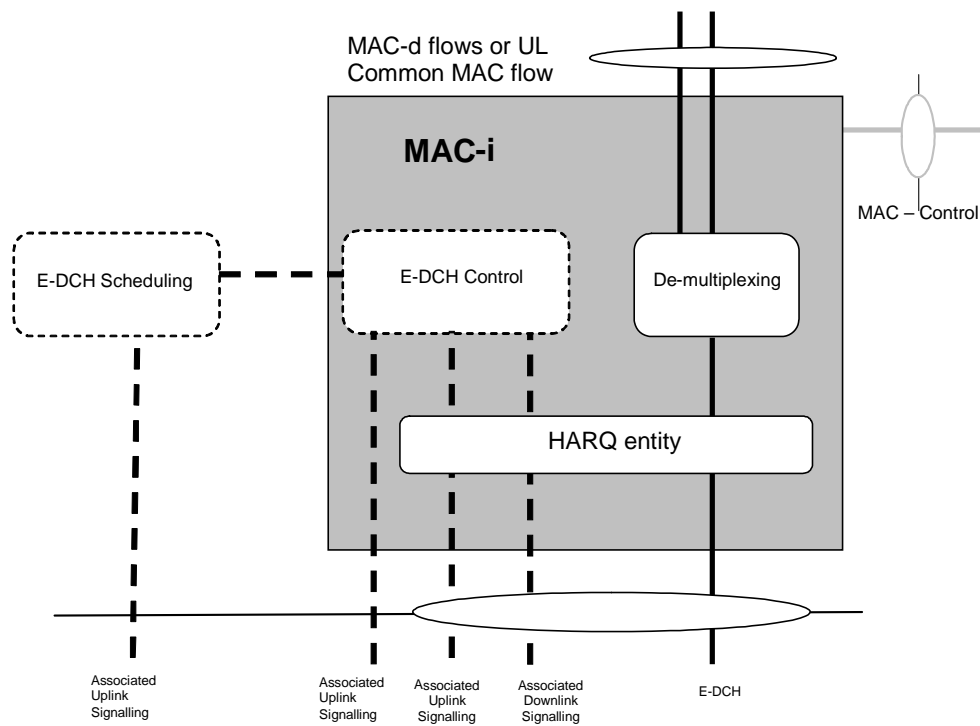 MAC-d flows or UL
Common MAC flow
MAC-i
MAC – Control
E-DCH Scheduling
E-DCH Control
De-multiplexing
HARQ entity
Associated
Uplink
Signalling
Associated
Uplink
Signalling
Associated
Uplink
Signalling
Associated
Downlink
Signalling
E-DCH